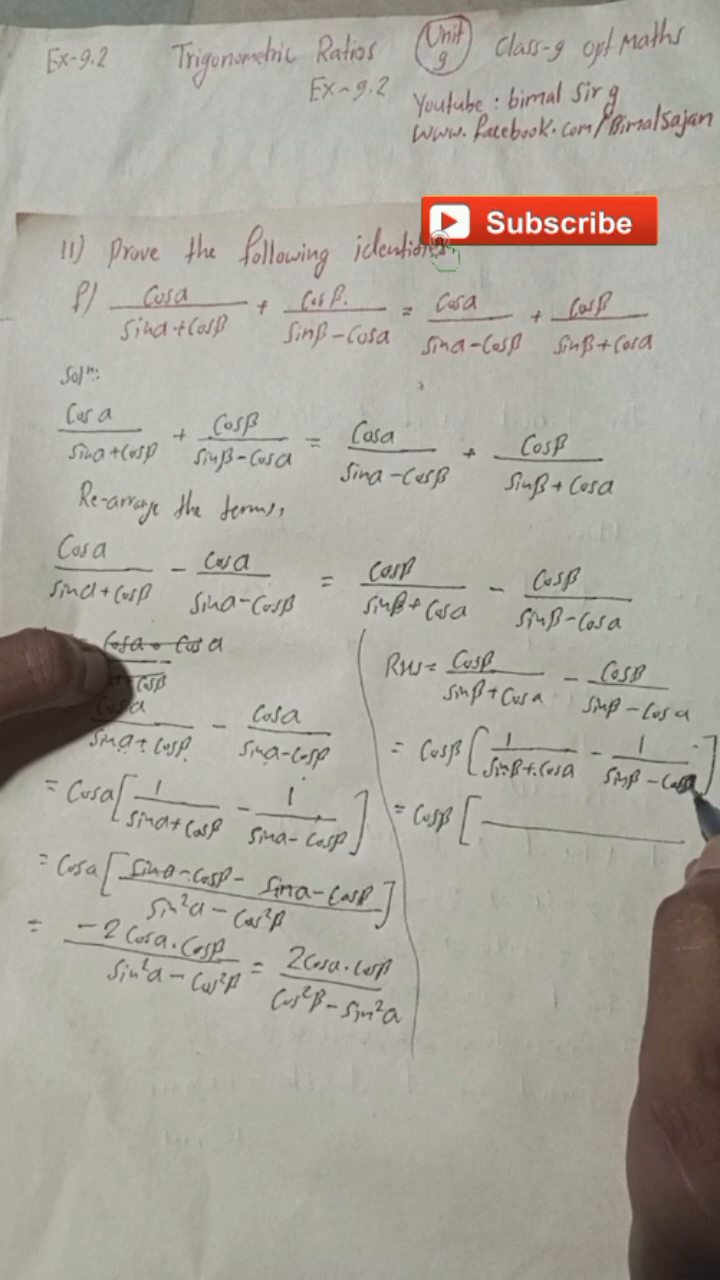 Ex-9.2 Trigonometric Ratios Unit 9 Class-9 opt Maths
Ex-9.2
Youtube : bimal Sir g
www.facebook.com/Bimalsajan
Subscribe
11) Prove the following
f) Cosα/(Sinα+Cosβ) + Cosβ./(Sinβ-Cosα) = Cosα/(Sinα-Cosβ) + Cosβ/(Sinβ+Cosα)
Solⁿ:
Cosα/(Sinα+Cosβ) + Cosβ/(Sinβ-Cosα) = Cosα/(Sinα-Cosβ) + Cosβ/(Sinβ+Cosα)
Re-arrange the terms,
Cosα/(Sinα+Cosβ) - Cosα/(Sinα-Cosβ) = Cosβ/(Sinβ+Cosα) - Cosβ/(Sinβ-Cosα)
Cosα/(Sinα+Cosβ) - Cosα/(Sinα-Cosβ)
= Cosα[1/(Sinα+Cosβ) - 1/(Sinα-Cosβ)]
= Cosα[(Sinα-Cosβ-Sinα-Cosβ)/(Sin²α-Cos²β)]
= -2Cosα.Cosβ/(Sin²α-Cos²β) = 2Cosα.Cosβ/(Cos²β-Sin²α)
RHS = Cosβ/(Sinβ+Cosα) - Cosβ/(Sinβ-Cosα)
= Cosβ[1/(Sinβ+Cosα) - 1/(Sinβ-Cosα)]
= Cosβ[